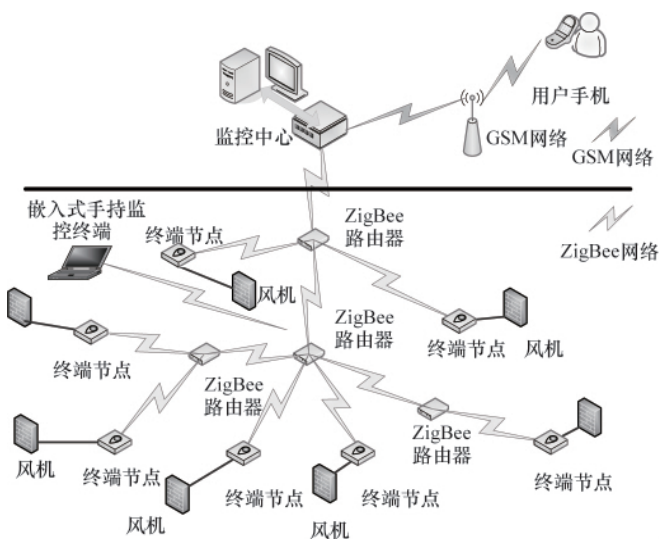 用户手机
监控中心
GSM网络
GSM网络
嵌入式手持监
控终端
终端节点
ZigBee
路由器
ZigBee网络
风机
ZigBee
路由器
终端节点
风机
终端节点
ZigBee
路由器
ZigBee
路由器
风机
终端节点
终端节点
终端节点
终端节点
风机
风机